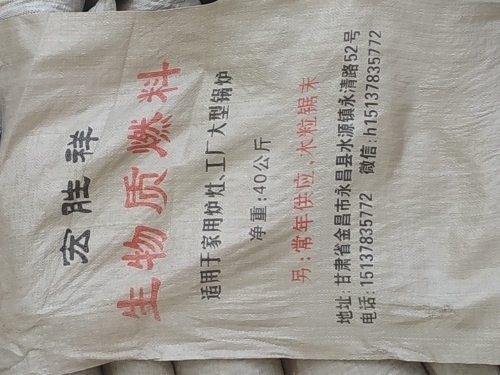 宏胜祥
生物质燃料
适用于家用炉灶、工厂大型锅炉
净重:40公斤
另:常年供应,木粒锯末
地址:甘肃省金昌市永昌县水源镇永清路52号
电话:15137835772 微信:h15137835772